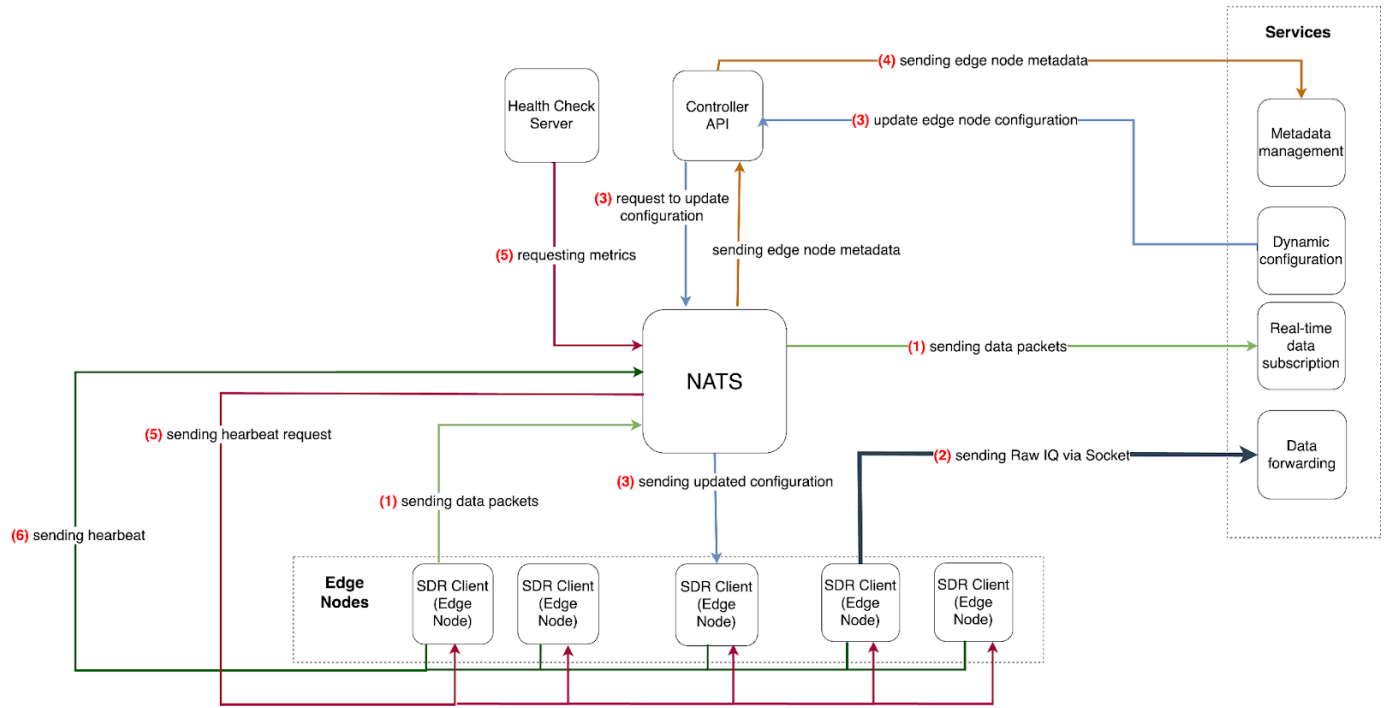 Services
(4) sending edge node metadata
Health Check
Server
Controller
API
(3) update edge node configuration
Metadata
management
(3) request to update
configuration
sending edge node metadata
(5) requesting metrics
Dynamic
configuration
NATS
(1) sending data packets
Real-time
data
subscription
(5) sending hearbeat request
(2) sending Raw IQ via Socket
Data
forwarding
(3) sending updated configuration
(1) sending data packets
(6) sending hearbeat
Edge
Nodes
SDR Client
(Edge
Node)
SDR Client
(Edge
Node)
SDR Client
(Edge
Node)
SDR Client
(Edge
Node)
SDR Client
(Edge
Node)